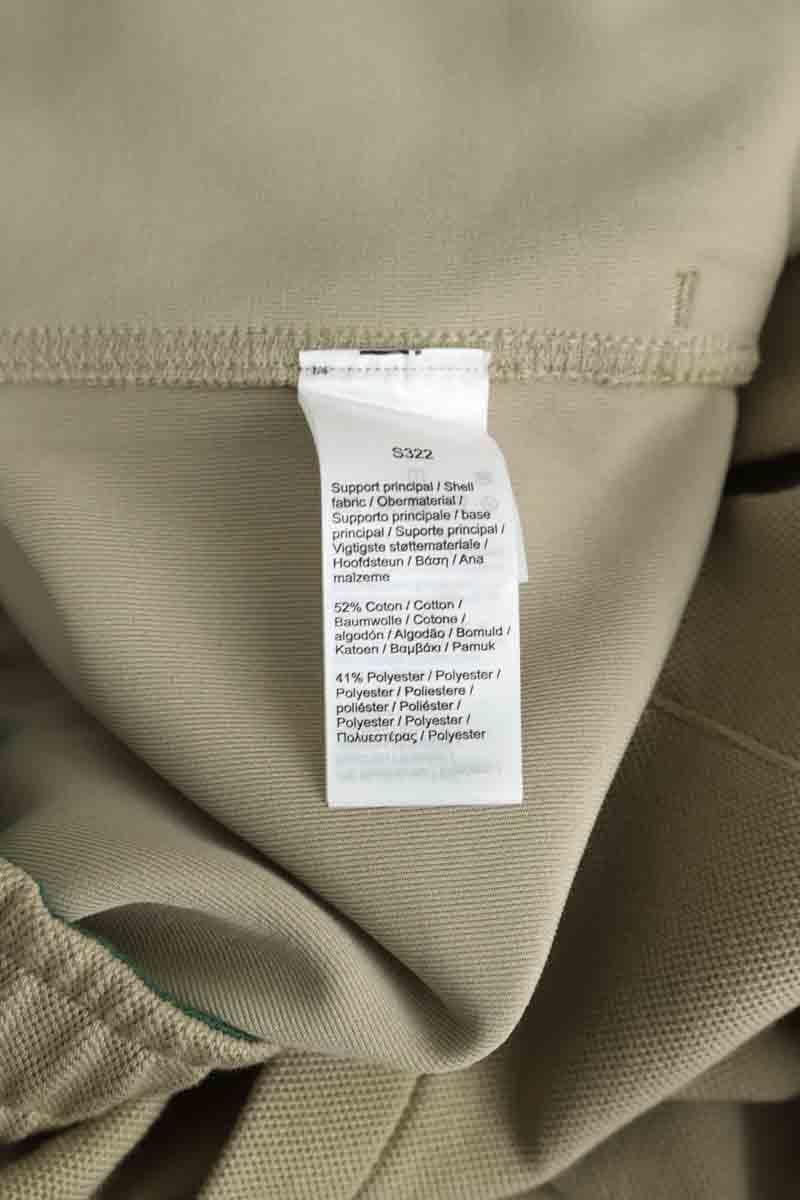 1/6
S322
Support principal / Shell
fabric / Obermaterial /
Supporto principale / base
principal / Suporte principal /
Vigtigste støttemateriale /
Hoofdsteun / Βάση / Ana
malzeme
52% Coton / Cotton /
Baumwolle / Cotone /
algodón / Algodão / Bomuld /
Katoen / Βαμβάκι / Pamuk
41% Polyester / Polyester /
Polyester / Poliestere /
poliéster / Poliéster /
Polyester / Polyester /
Πολυεστέρας / Polyester